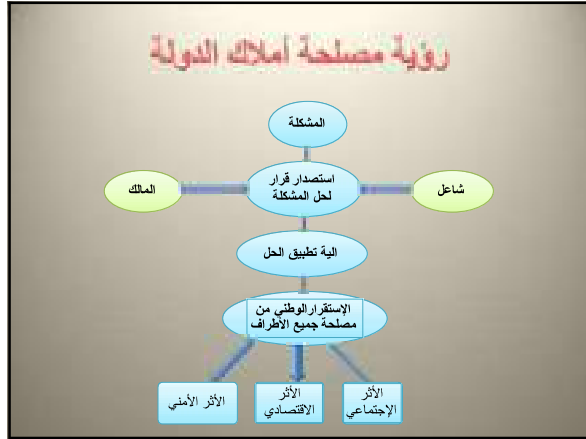 رؤية مصلحة أملاك الدولة
المشكلة
استصدار قرار
لحل المشكلة
شاعل
المالك
الية تطبيق الحل
الإستقرارالوطني من
مصلحة جميع الأطراف
الأثر
الإجتماعي
الأثر
الاقتصادي
الأثر الأمني